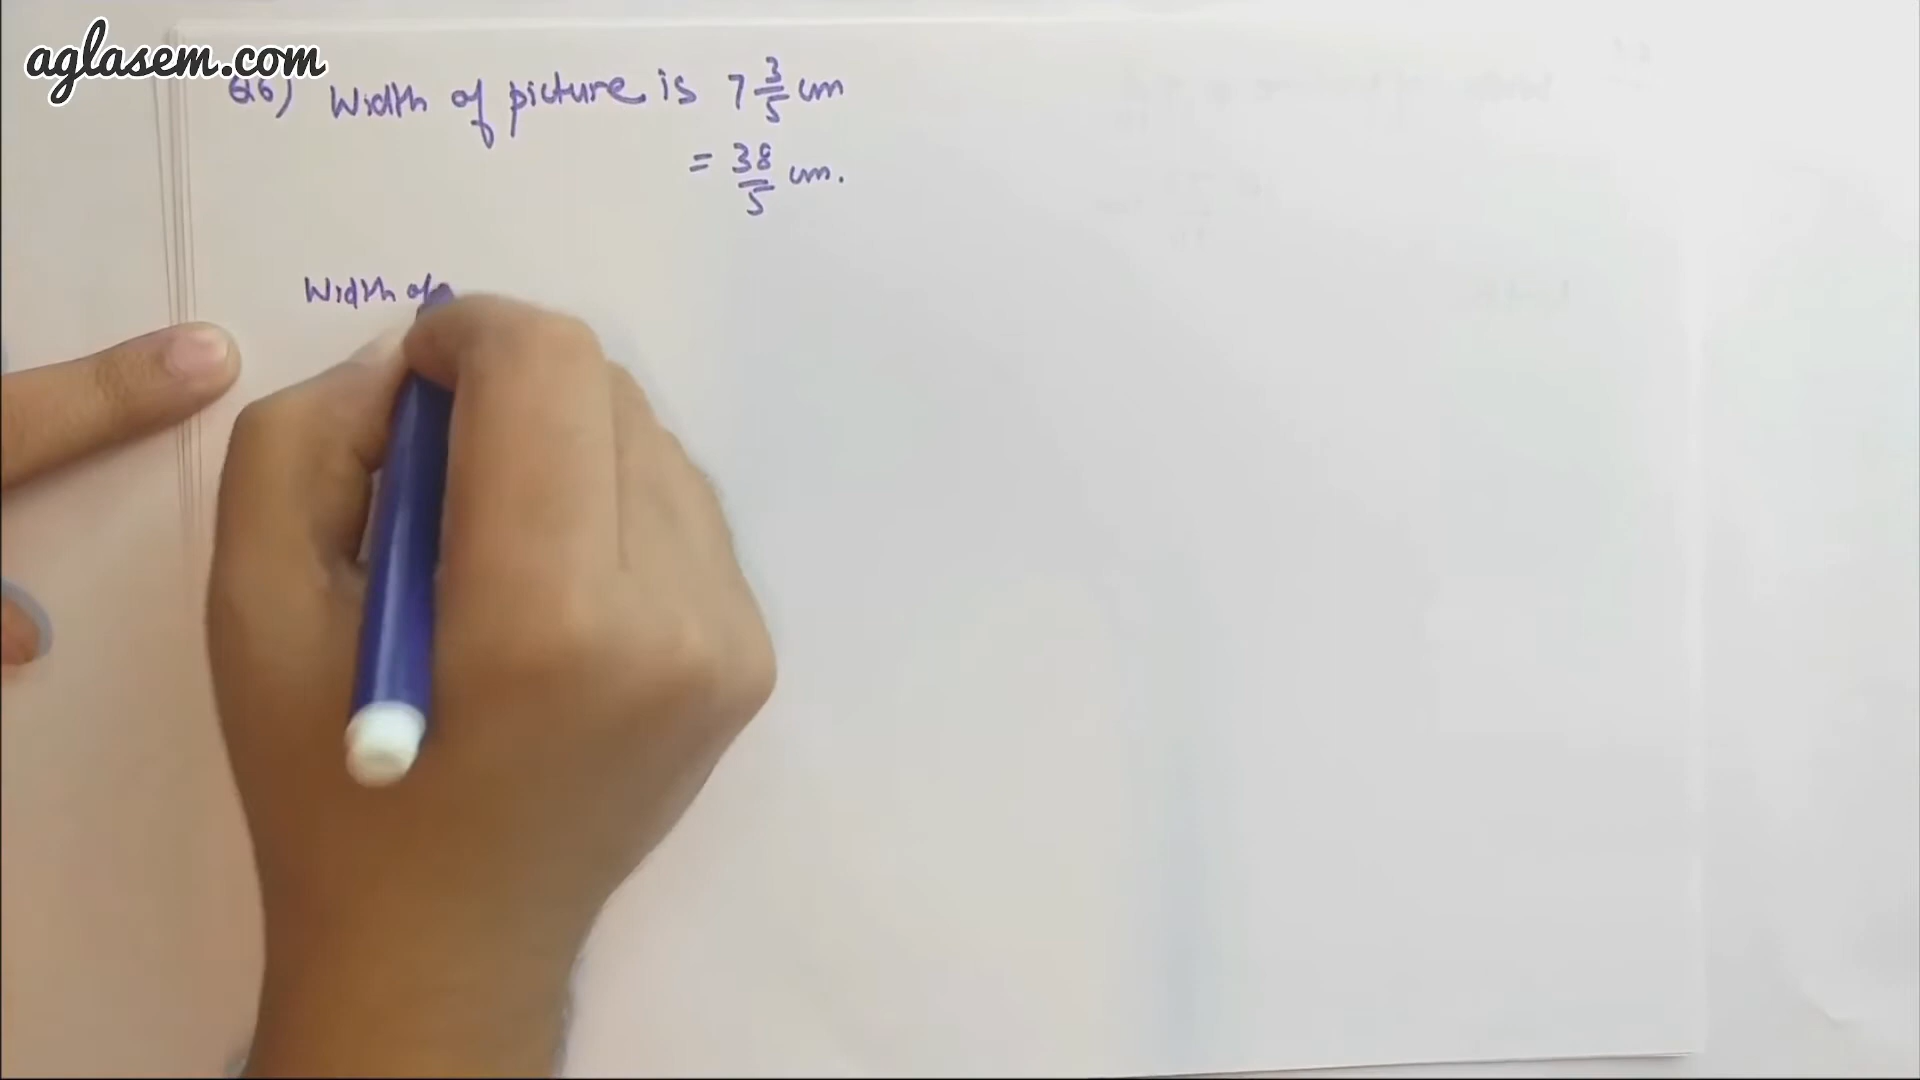 aglasem.com
Q6) Width of picture is 7 3/5 cm
= 38/5 cm.
Width of